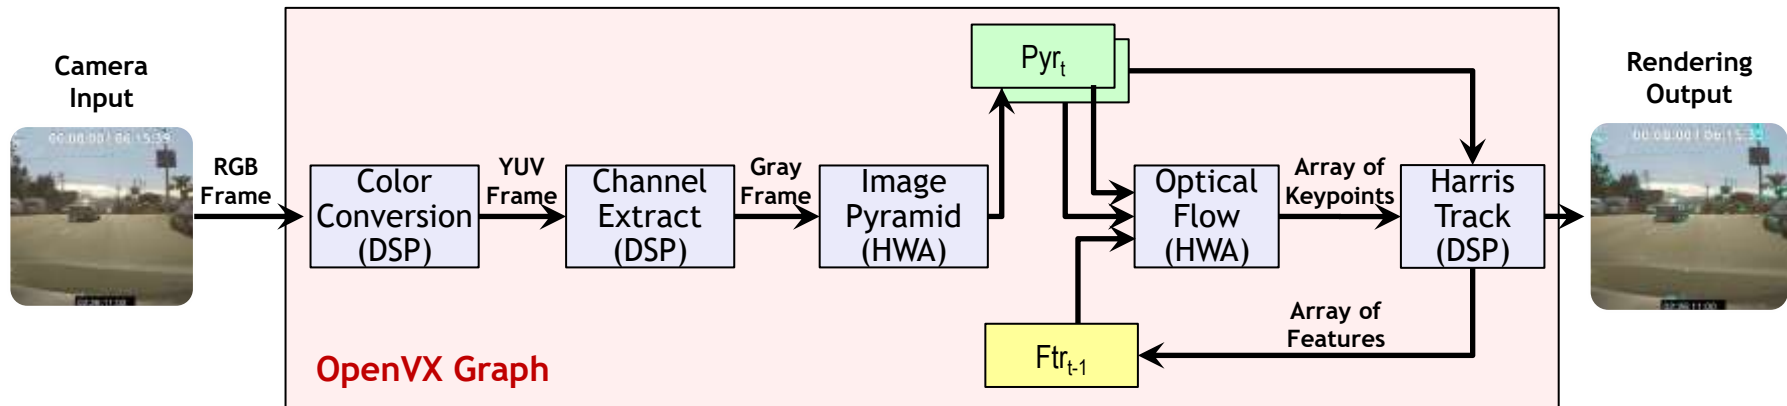 Camera
Input
RGB
Frame
Color
Conversion
(DSP)
YUV
Frame
Channel
Extract
(DSP)
Gray
Frame
Image
Pyramid
(HWA)
Pyrt
Optical
Flow
(HWA)
Array of
Keypoints
Harris
Track
(DSP)
Array of
Features
Ftrt-1
OpenVX Graph
Rendering
Output